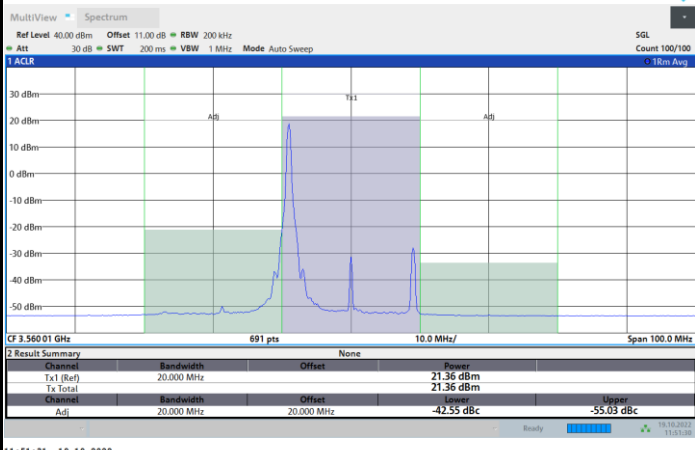 MultiView Spectrum
Ref Level 40.00 dBm Offset 11.00 dB RBW 200 kHz SGL
Att 30 dB SWT 200 ms VBW 1 MHz Mode Auto Sweep Count 100/100
1 ACLR 1Rm Avg
30 dBm
Tx1
20 dBm
Adj Adj
10 dBm
0 dBm
-10 dBm
-20 dBm
-30 dBm
-40 dBm
-50 dBm
CF 3.560 01 GHz 691 pts 10.0 MHz/ Span 100.0 MHz
2 Result Summary None
Channel Bandwidth Offset Power
Tx1 (Ref) 20.000 MHz 21.36 dBm
Tx Total 21.36 dBm
Channel Bandwidth Offset Lower Upper
Adj 20.000 MHz 20.000 MHz -42.55 dBc -55.03 dBc
Ready 19.10.2022
11:51:30